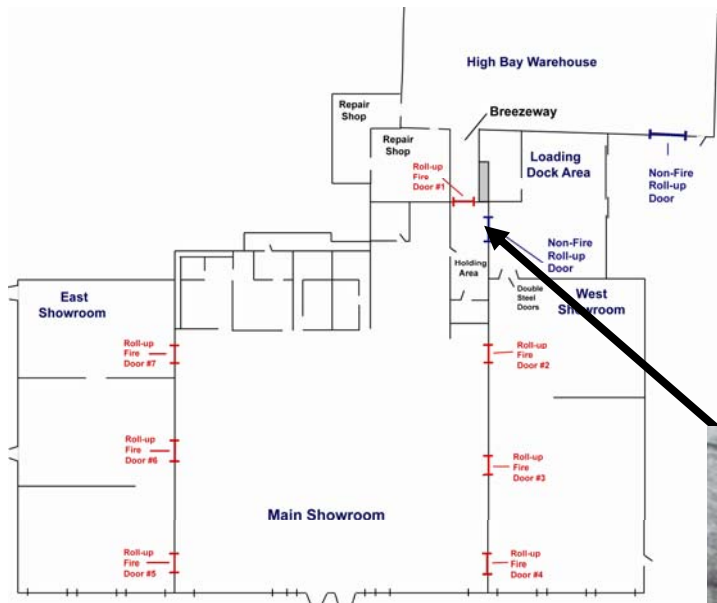 High Bay Warehouse
Repair
Shop
Breezeway
Repair
Shop
Roll-up
Fire
Door #1
Loading
Dock Area
Non-Fire
Roll-up
Door
Non-Fire
Roll-up
Door
Holding
Area
Double
Steel
Doors
East
Showroom
West
Showroom
Roll-up
Fire
Door #7
Roll-up
Fire
Door #2
Roll-up
Fire
Door #6
Roll-up
Fire
Door #3
Main Showroom
Roll-up
Fire
Door #5
Roll-up
Fire
Door #4